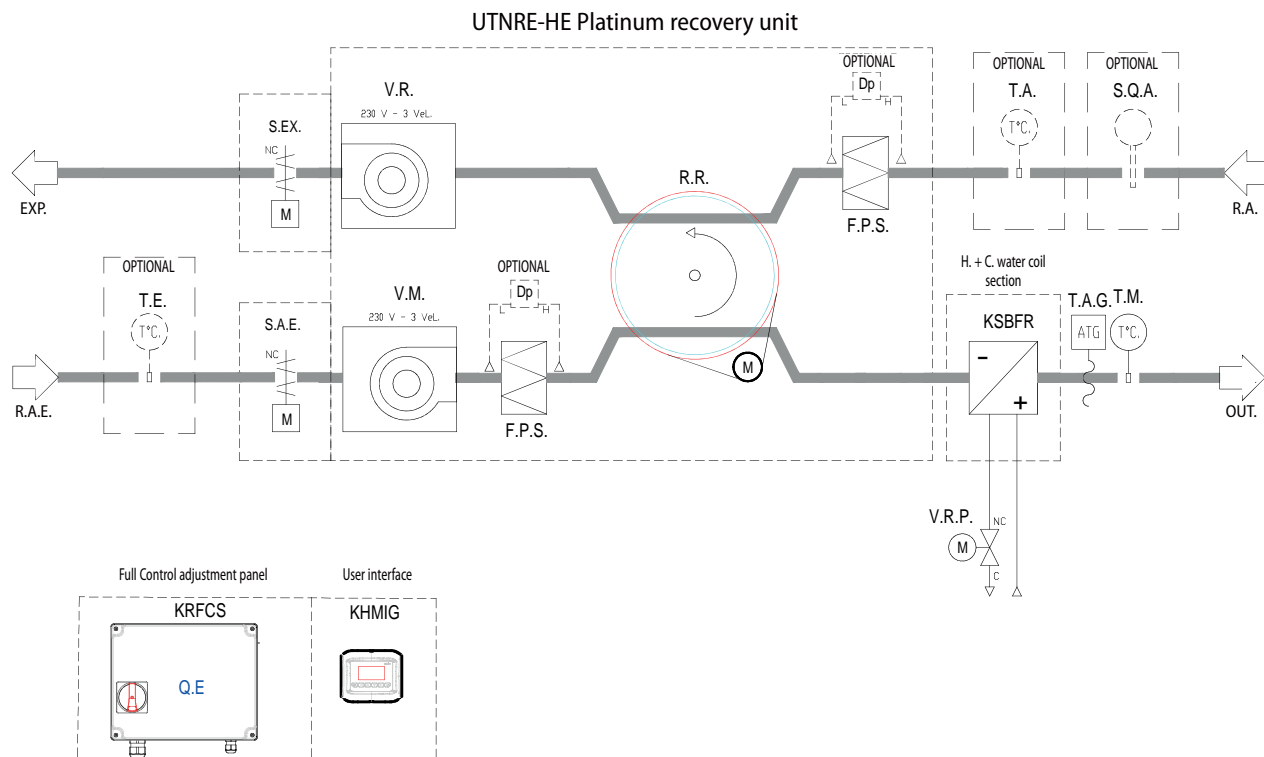 UTNRE-HE Platinum recovery unit
OPTIONAL
Dp
L
H
OPTIONAL
T.A.
T°C.
OPTIONAL
S.Q.A.
V.R.
230 V - 3 VeL.
S.EX.
NC
M
EXP.
R.R.
F.P.S.
R.A.
OPTIONAL
T.E.
T°C.
R.A.E.
S.A.E.
NC
M
V.M.
230 V - 3 VeL.
OPTIONAL
Dp
L
H
F.P.S.
M
H. + C. water coil
section
KSBFR
-
+
T.A.G.
ATG
T.M.
T°C.
OUT.
V.R.P.
NC
M
C
Full Control adjustment panel
KRFCS
Q.E
User interface
KHMIG